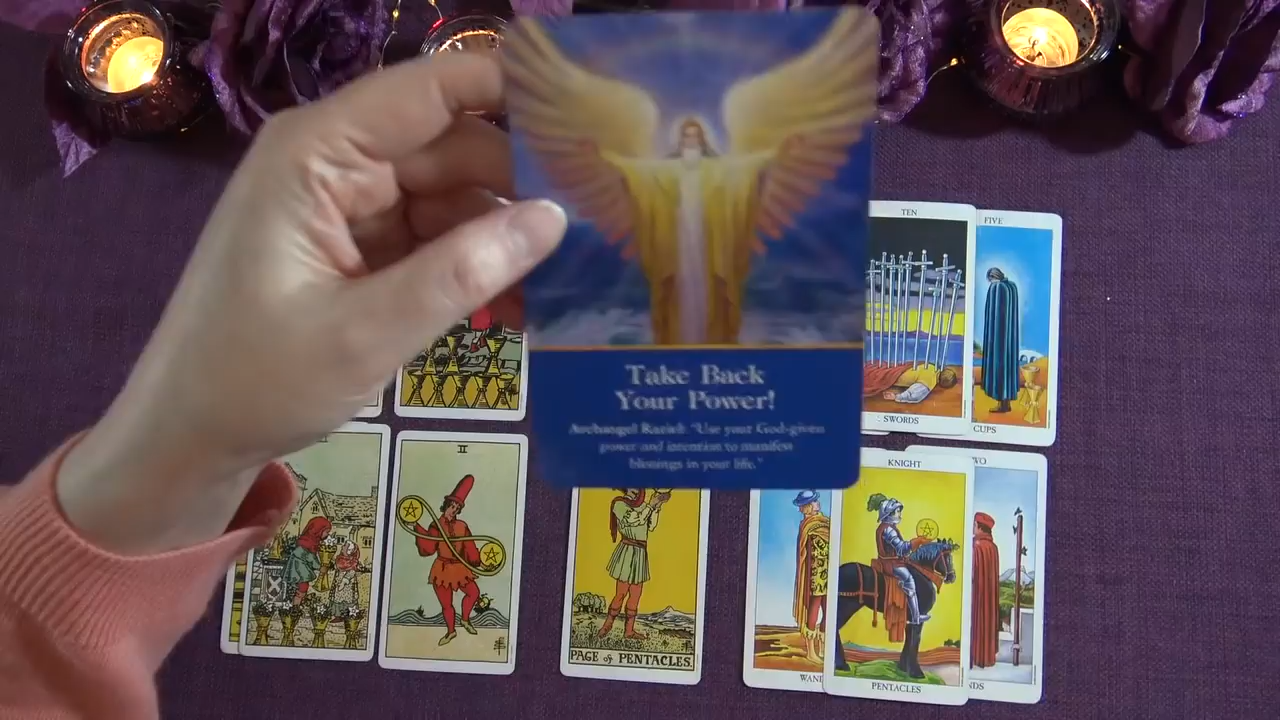 Take Back
Your Power!
Archangel Raziel: "Use your God-given
power and intention to manifest
blessings in your life."
TEN
FIVE
SWORDS
CUPS
II
KNIGHT
WO
PAGE of PENTACLES.
WAN
PENTACLES
NDS